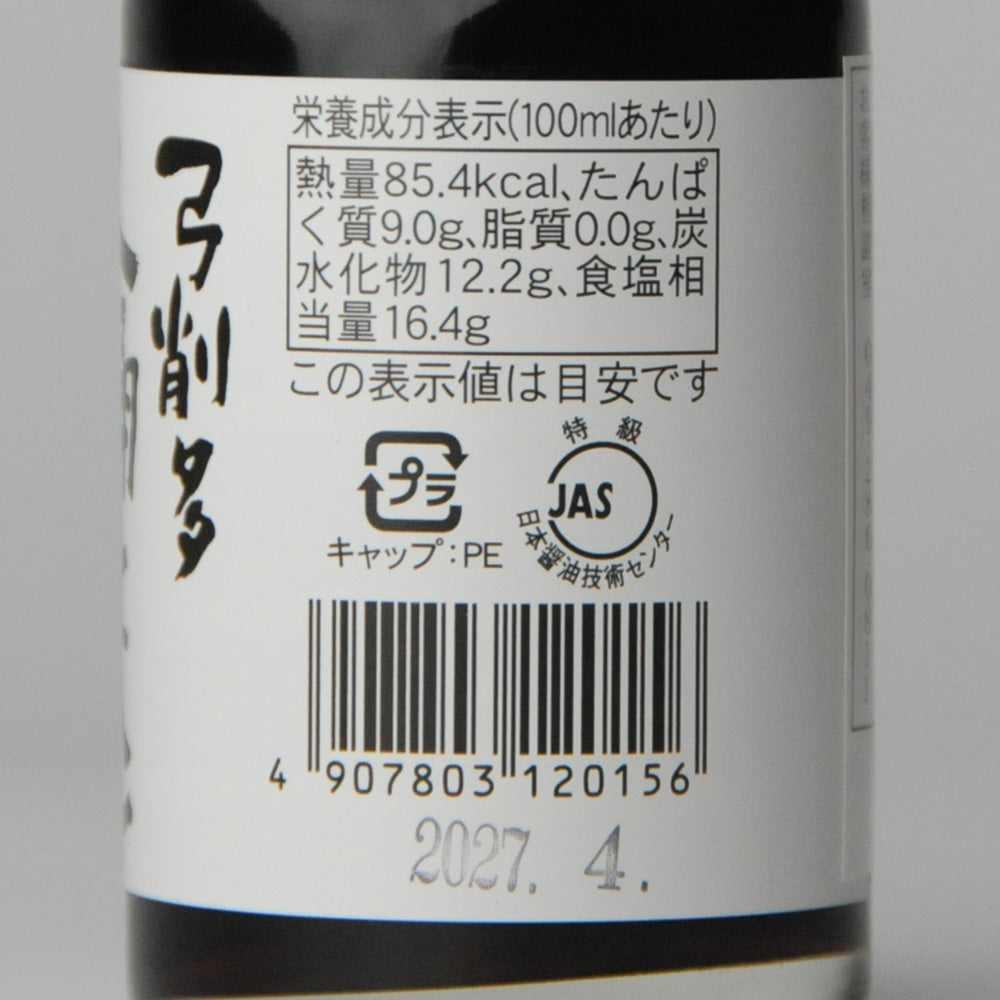 弓削多
栄養成分表示(100mlあたり)
熱量85.4kcal、たんぱ
く質9.0g、脂質0.0g、炭
水化物12.2g、食塩相
当量16.4g
この表示値は目安です
プラ
キャップ:PE
特級
JAS
日本醤油技術センター
4 907803 120156
2027. 4.